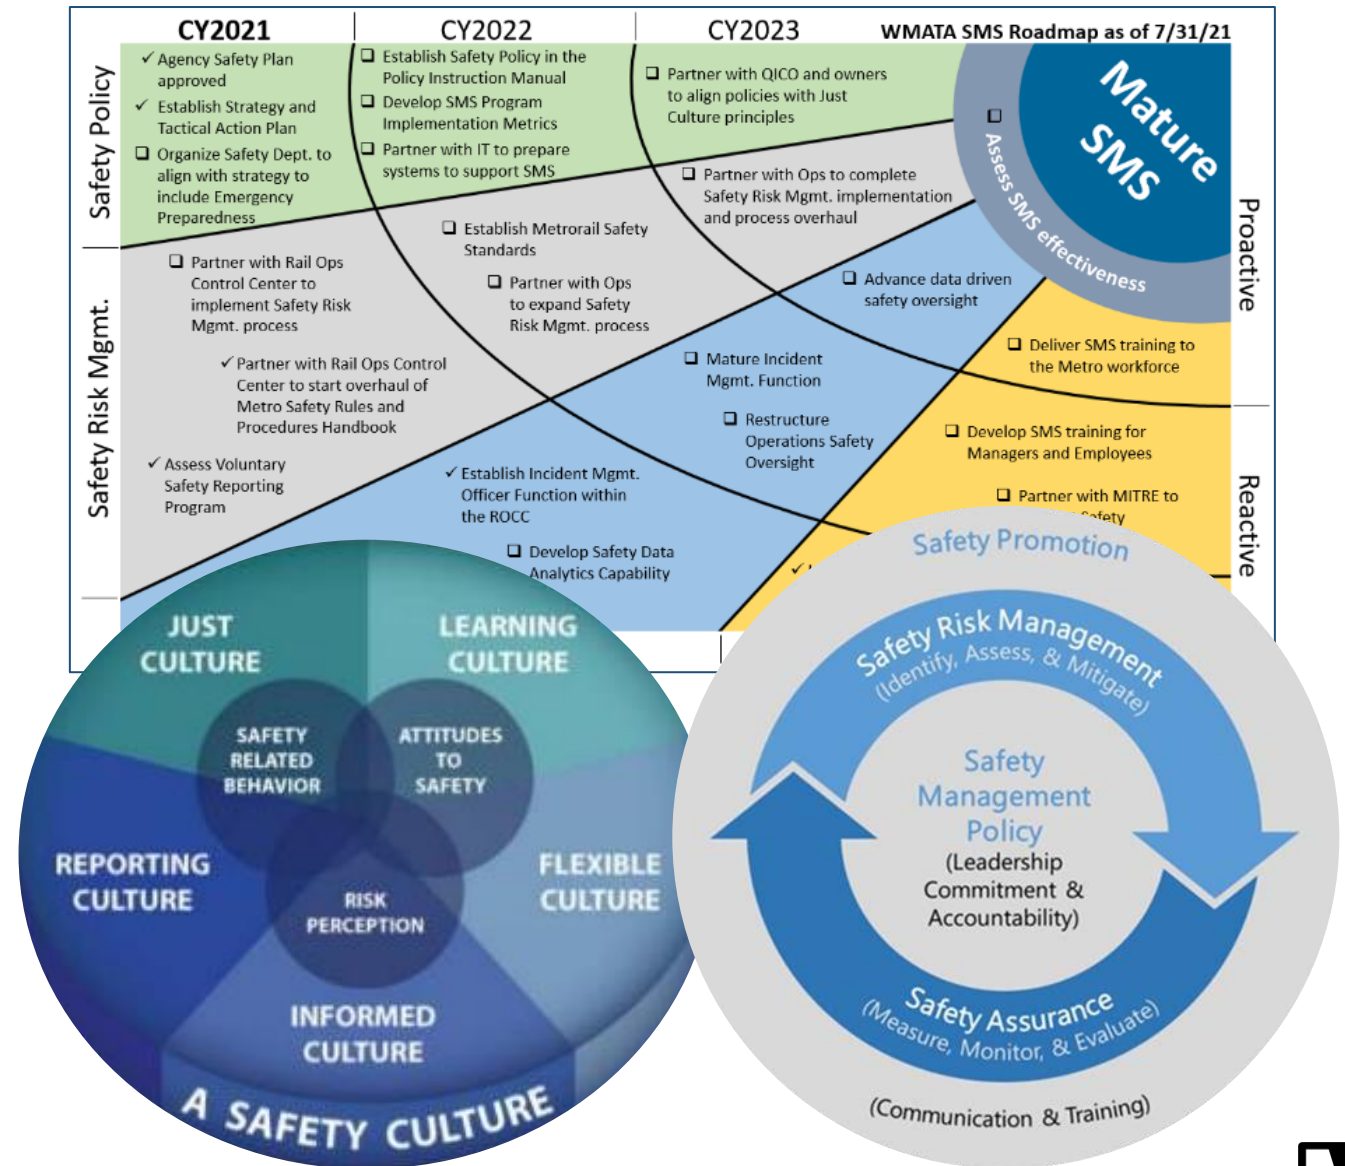 CY2021
CY2022
CY2023
WMATA SMS Roadmap as of 7/31/21
Safety Policy
✓ Agency Safety Plan
approved
✓ Establish Strategy and
Tactical Action Plan
❑ Organize Safety Dept. to
align with strategy to
include Emergency
Preparedness
❑ Establish Safety Policy in the
Policy Instruction Manual
❑ Develop SMS Program
Implementation Metrics
❑ Partner with IT to prepare
systems to support SMS
❑ Partner with QICO and owners
to align policies with Just
Culture principles
❑ Assess SMS effectiveness
Mature
SMS
Proactive
Reactive
Safety Risk Mgmt.
❑ Partner with Rail Ops
Control Center to
implement Safety Risk
Mgmt. process
✓ Partner with Rail Ops Control
Center to start overhaul of
Metro Safety Rules and
Procedures Handbook
✓ Assess Voluntary
Safety Reporting
Program
❑ Establish Metrorail Safety
Standards
❑ Partner with Ops
to expand Safety
Risk Mgmt. process
❑ Partner with Ops to complete
Safety Risk Mgmt. implementation
and process overhaul
❑ Advance data driven
safety oversight
❑ Mature Incident
Mgmt. Function
❑ Restructure
Operations Safety
Oversight
✓ Establish Incident Mgmt.
Officer Function within
the ROCC
❑ Develop Safety Data
Analytics Capability
❑ Deliver SMS training to
the Metro workforce
❑ Develop SMS training for
Managers and Employees
❑ Partner with MITRE to
Safety
✓
JUST
CULTURE
LEARNING
CULTURE
SAFETY
RELATED
BEHAVIOR
ATTITUDES
TO
SAFETY
REPORTING
CULTURE
FLEXIBLE
CULTURE
RISK
PERCEPTION
INFORMED
CULTURE
A SAFETY CULTURE
Safety Promotion
Safety Risk Management
(Identify, Assess, & Mitigate)
Safety
Management
Policy
(Leadership
Commitment &
Accountability)
Safety Assurance
(Measure, Monitor, & Evaluate)
(Communication & Training)